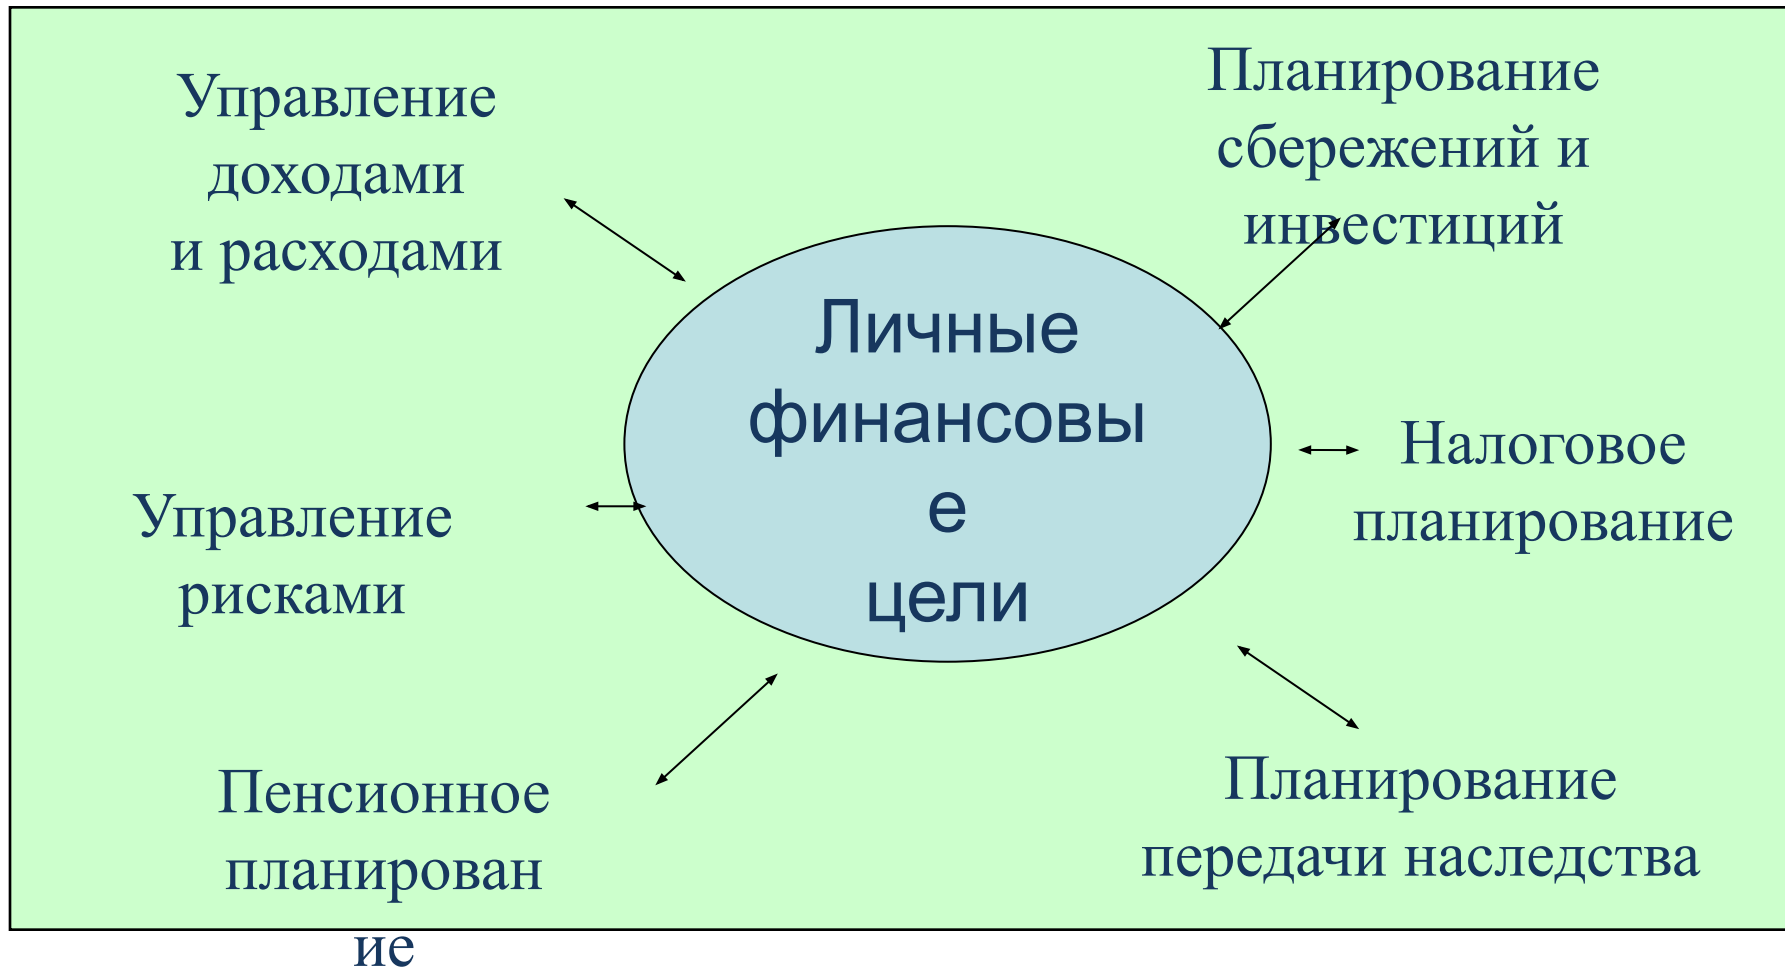 Управление
доходами
и расходами
Планирование
сбережений и
инвестиций
Личные
финансовы
е
цели
Налоговое
планирование
Управление
рисками
Пенсионное
планирован
ие
Планирование
передачи наследства